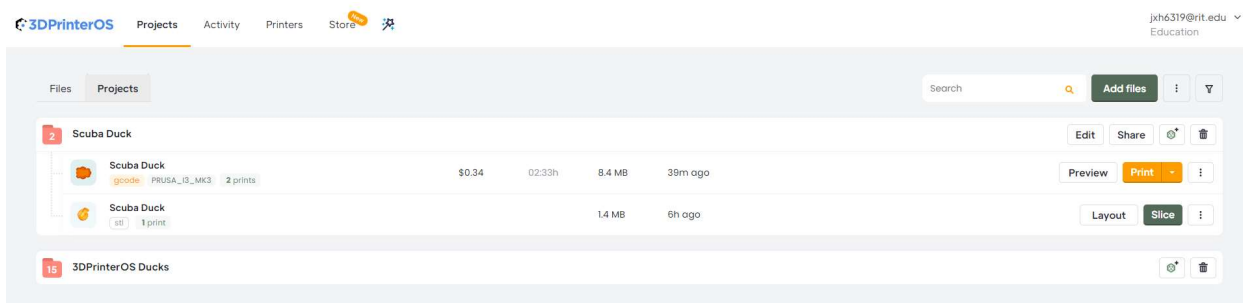 3DPrinterOS Projects Activity Printers Store New jxh6319@rit.edu
Education
Files Projects Search Add files
2 Scuba Duck Edit Share
Scuba Duck
gcode PRUSA_I3_MK3 2 prints $0.34 02:33h 8.4 MB 39m ago Preview Print
Scuba Duck
stl 1 print 1.4 MB 6h ago Layout Slice
15 3DPrinterOS Ducks